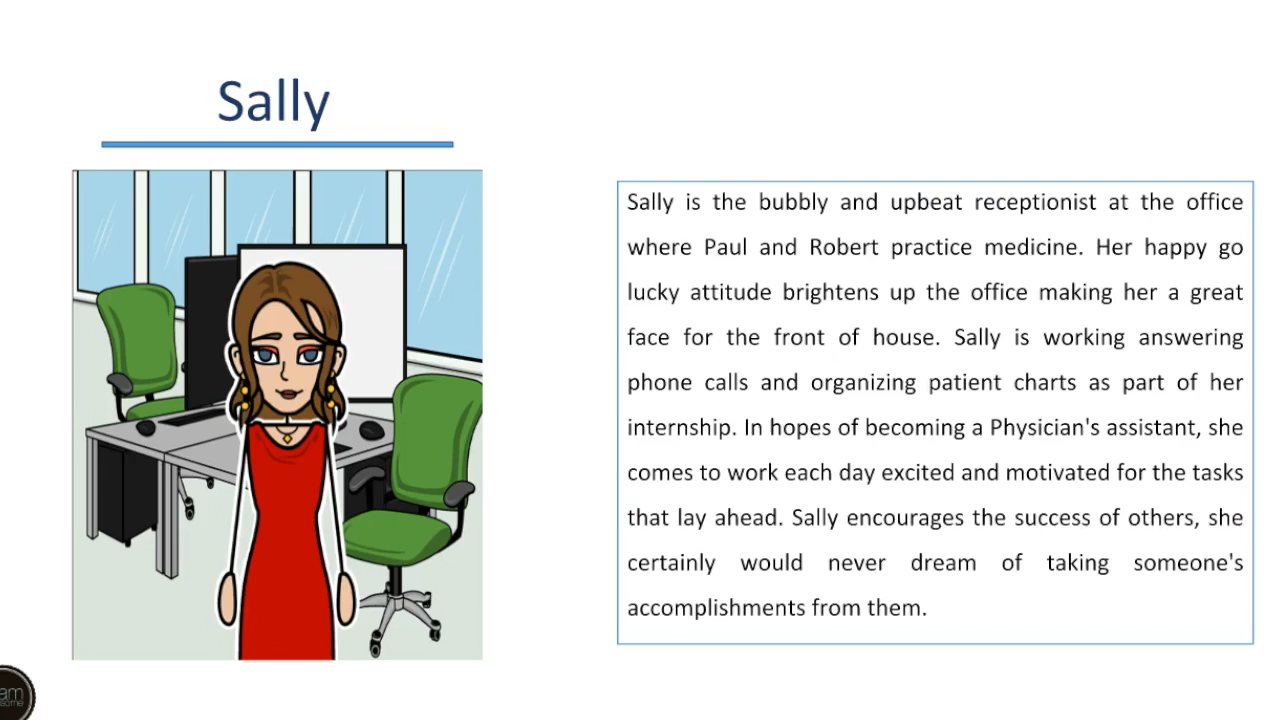 Sally
Sally is the bubbly and upbeat receptionist at the office
where Paul and Robert practice medicine. Her happy go
lucky attitude brightens up the office making her a great
face for the front of house. Sally is working answering
phone calls and organizing patient charts as part of her
internship. In hopes of becoming a Physician's assistant, she
comes to work each day excited and motivated for the tasks
that lay ahead. Sally encourages the success of others, she
certainly would never dream of taking someone's
accomplishments from them.